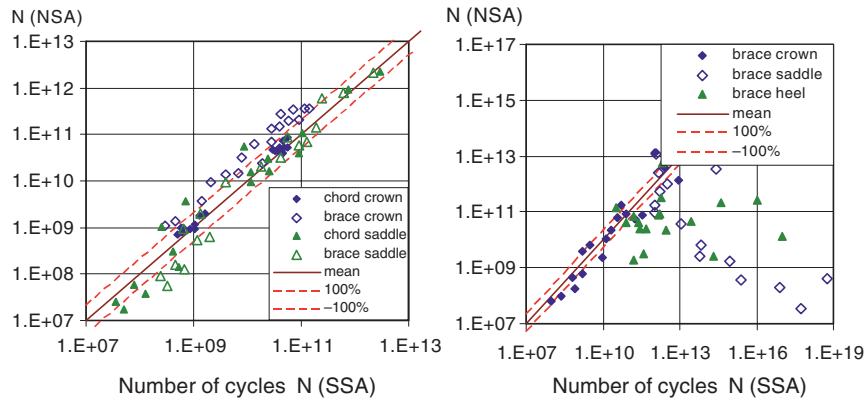 N (NSA)
1.E+13
1.E+12
1.E+11
1.E+10
1.E+09
1.E+08
1.E+07
1.E+07
1.E+09
1.E+11
1.E+13
Number of cycles N (SSA)
chord crown
brace crown
chord saddle
brace saddle
mean
100%
–100%
N (NSA)
1.E+17
1.E+15
1.E+13
1.E+11
1.E+09
1.E+07
1.E+07
1.E+10
1.E+13
1.E+16
1.E+19
Number of cycles N (SSA)
brace crown
brace saddle
brace heel
mean
100%
–100%